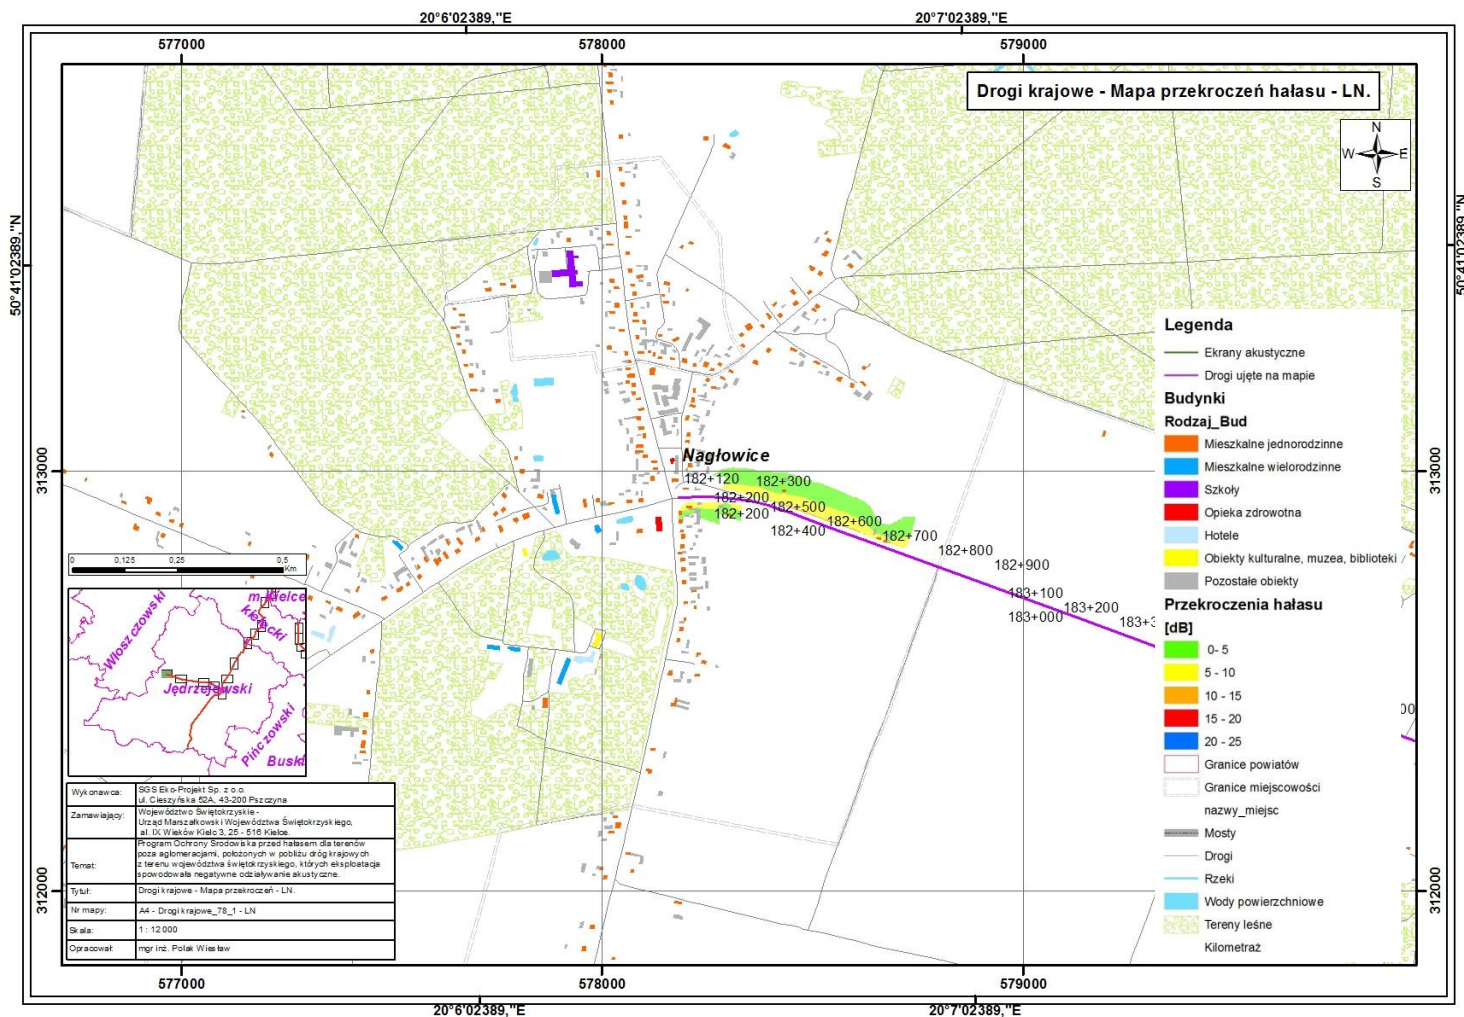 20°6'02389,"E
20°7'02389,"E
577000
578000
579000
Drogi krajowe - Mapa przekroczeń hałasu - LN.
N
W
E
S
50°41'02389,"N
50°41'02389,"N
313000
313000
312000
312000
Nagłowice
182+120
182+300
182+200
182+200
182+500
182+400
182+600
182+700
182+800
182+900
183+100
183+200
183+000
183+3
00
Legenda
Ekrany akustyczne
Drogi ujęte na mapie
Budynki
Rodzaj_Bud
Mieszkalne jednorodzinne
Mieszkalne wielorodzinne
Szkoły
Opieka zdrowotna
Hotele
Obiekty kulturalne, muzea, biblioteki
Pozostałe obiekty
Przekroczenia hałasu
[dB]
0- 5
5 - 10
10 - 15
15 - 20
20 - 25
Granice powiatów
Granice miejscowości
nazwy_miejsc
Mosty
Drogi
Rzeki
Wody powierzchniowe
Tereny leśne
Kilometraż
0 0,125 0,25 0,5
Km
m.Kielce
kielecki
Włoszczowski
Jędrzejewski
Pińczowski
Buski
Wykonawca: SGS Eko-Projekt Sp. z o.o.
ul. Cieszyńska 52A, 43-200 Pszczyna
Zamawiający: Województwo Świętokrzyskie -
Urząd Marszałkowski Województwa Świętokrzyskiego,
al. IX Wieków Kielc 3, 25 - 516 Kielce.
Temat: Program Ochrony Środowiska przed hałasem dla terenów
poza aglomeracjami, położonych w pobliżu dróg krajowych
z terenu województwa świętokrzyskiego, których eksploatacja
spowodowała negatywne odziaływanie akustyczne.
Tytuł: Drogi krajowe - Mapa przekroczeń - LN.
Nr mapy: A4 - Drogi krajowe_78_1 - LN
Skala: 1 : 12 000
Opracował: mgr inż. Polak Wiesław
577000
578000
579000
20°6'02389,"E
20°7'02389,"E